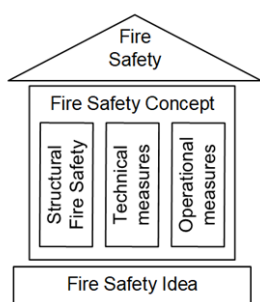 Fire
Safety
Fire Safety Concept
Structural
Fire Safety
Technical
measures
Operational
measures
Fire Safety Idea